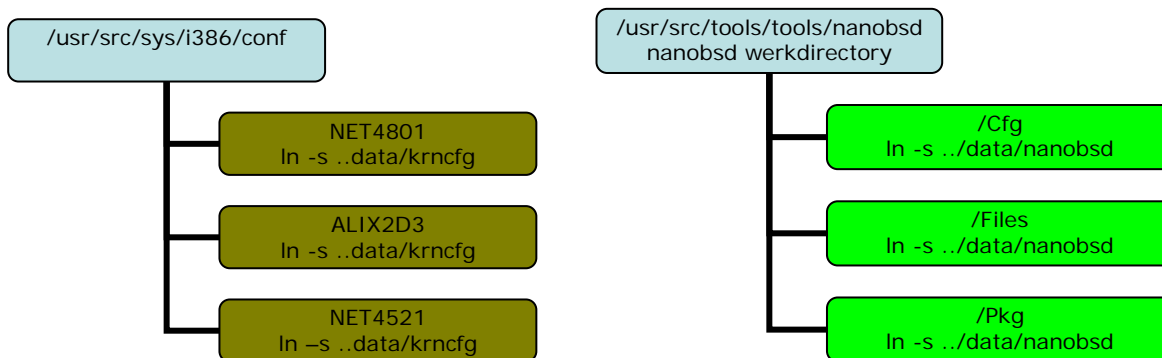 /usr/src/sys/i386/conf
NET4801
ln -s ..data/krncfg
ALIX2D3
ln -s ..data/krncfg
NET4521
ln –s ..data/krncfg
/usr/src/tools/tools/nanobsd
nanobsd werkdirectory
/Cfg
ln -s ../data/nanobsd
/Files
ln -s ../data/nanobsd
/Pkg
ln -s ../data/nanobsd